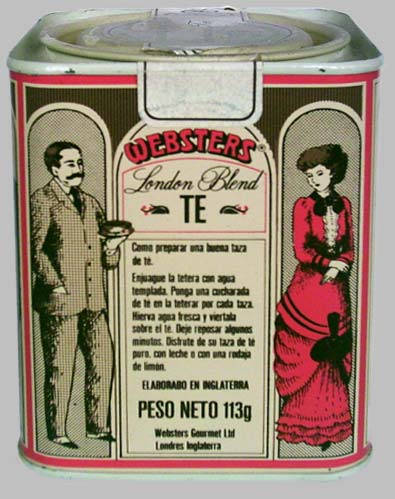 WEBSTERS®
London Blend
TE
Como preparar una buena taza
de té.
Enjuague la tetera con agua
templada. Ponga una cucharada
de té en la teterar por cada taza.
Hierva agua fresca y viertala
sobre el té. Deje reposar algunos
minutos. Disfrute de su taza de té
puro, con leche o con una rodaja
de limón.
ELABORADO EN INGLATERRA
PESO NETO 113g
Websters Gourmet Ltd
Londres Inglaterra